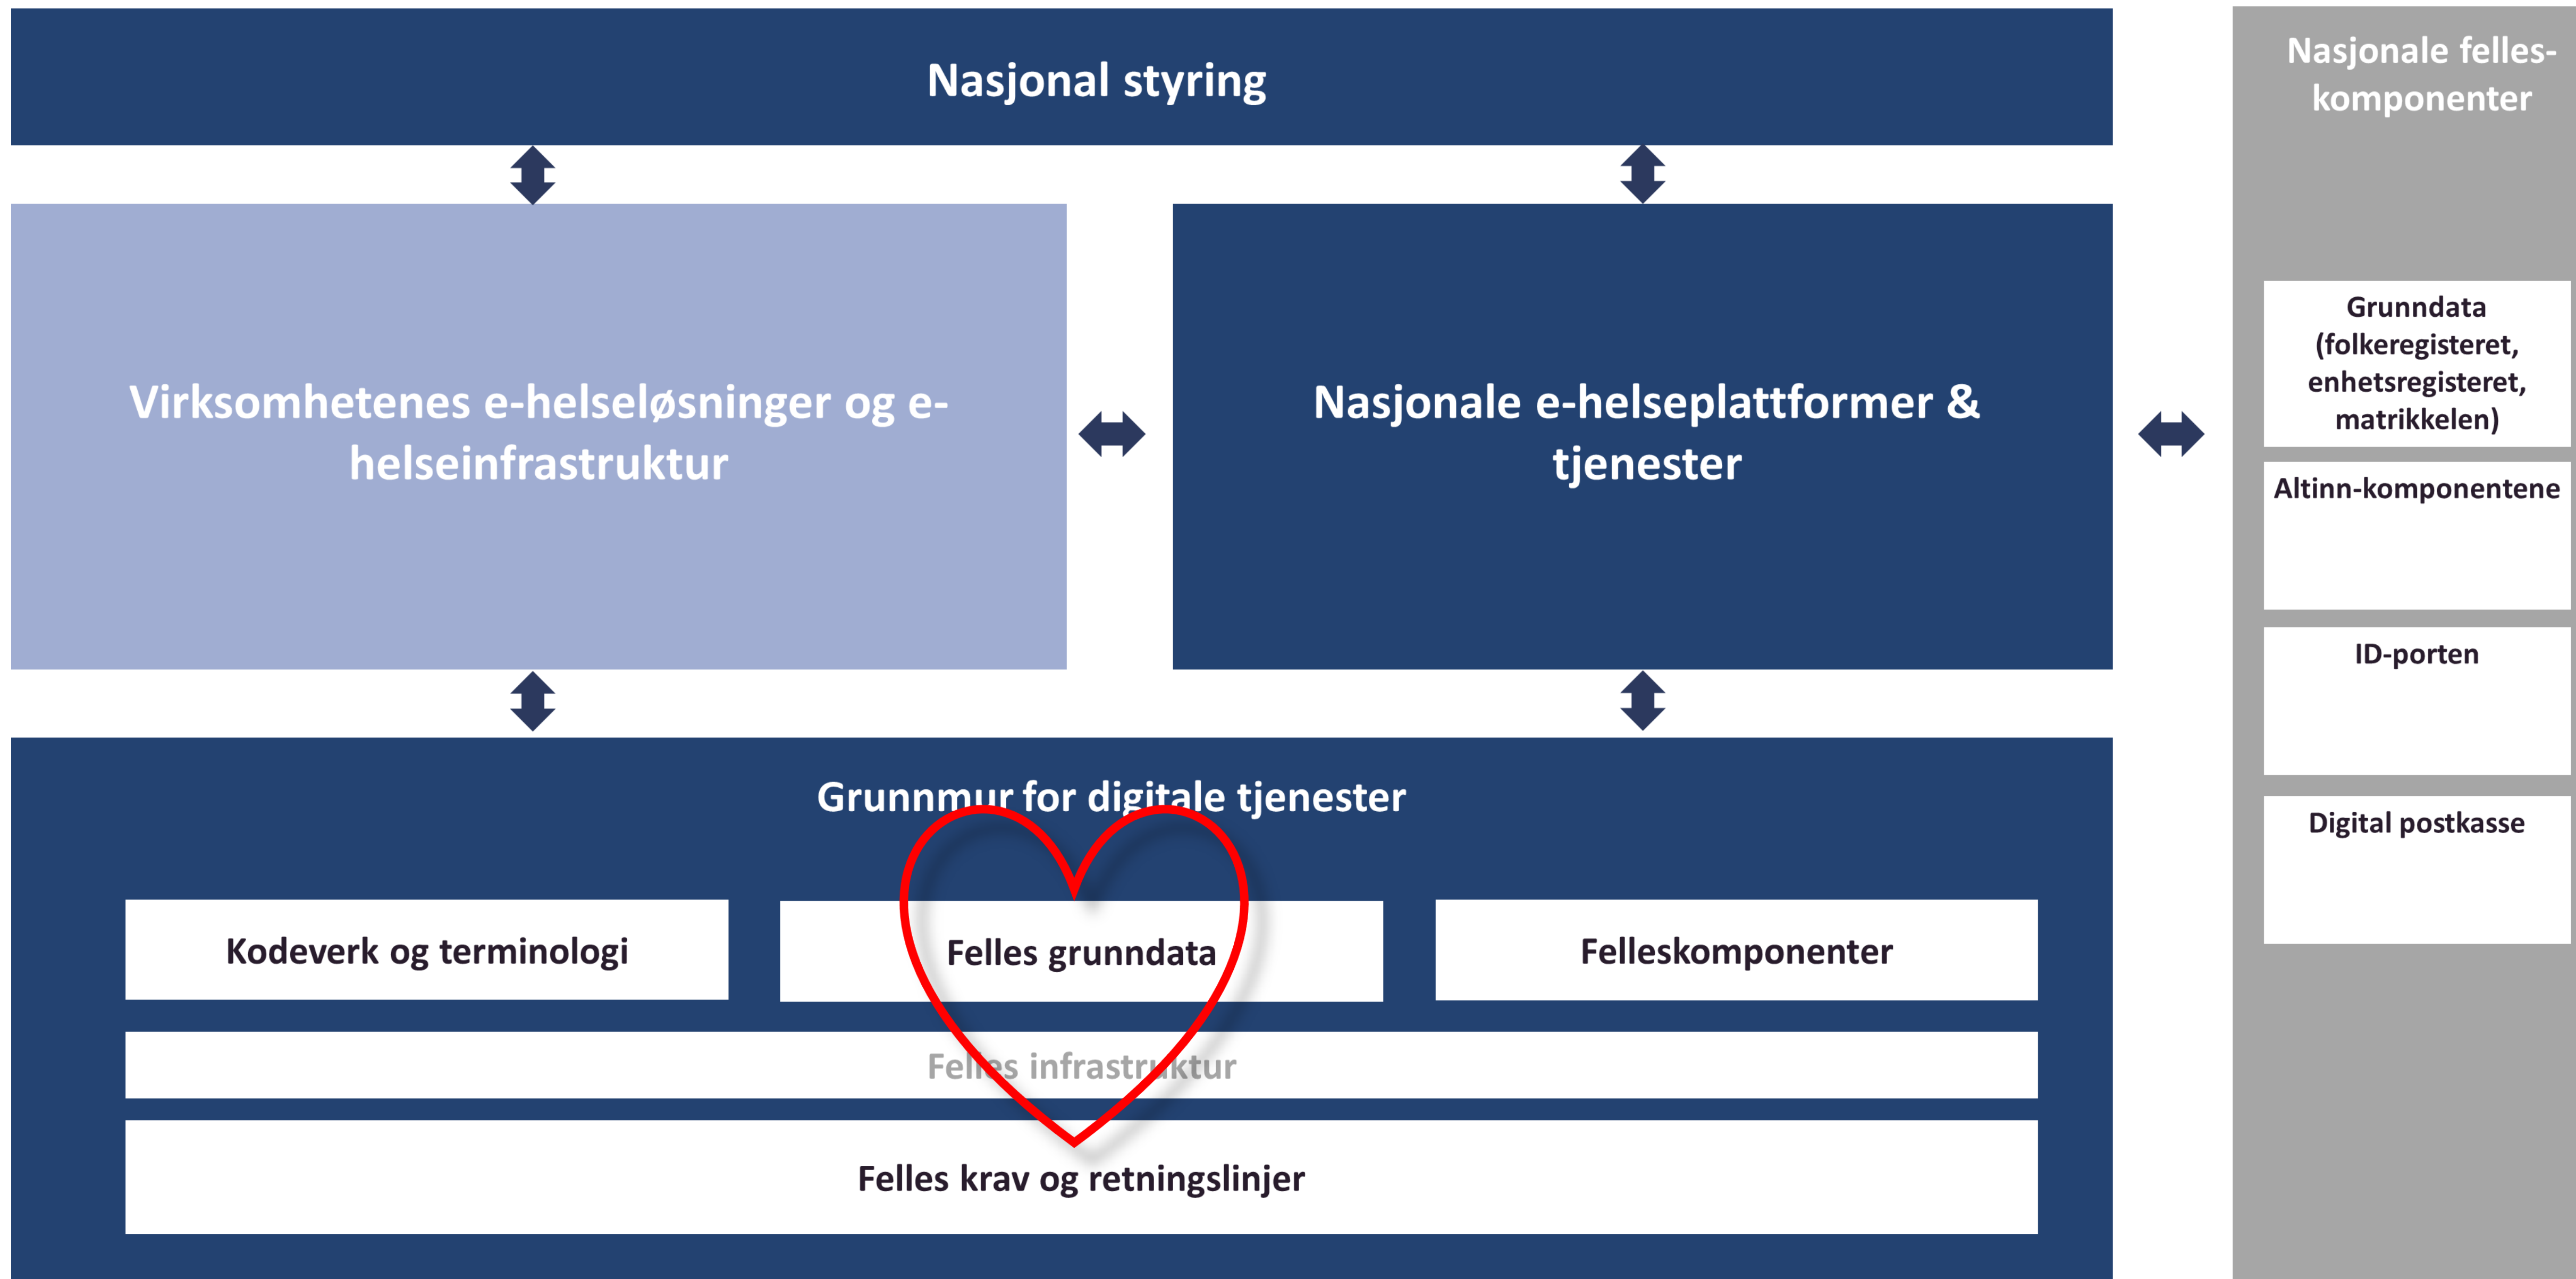 Nasjonal styring
Virksomhetenes e-helseløsninger og e-
helseinfrastruktur
Nasjonale e-helseplattformer &
tjenester
Grunnmur for digitale tjenester
Kodeverk og terminologi
Felles grunndata
Felleskomponenter
Felles infrastruktur
Felles krav og retningslinjer
Nasjonale felles-
komponenter
Grunndata
(folkeregisteret,
enhetsregisteret,
matrikkelen)
Altinn-komponentene
ID-porten
Digital postkasse